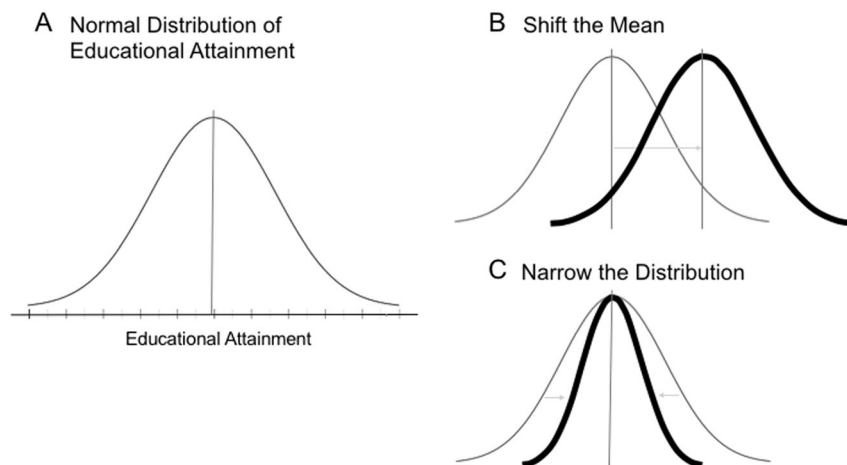 A Normal Distribution of
Educational Attainment
Educational Attainment
B Shift the Mean
C Narrow the Distribution